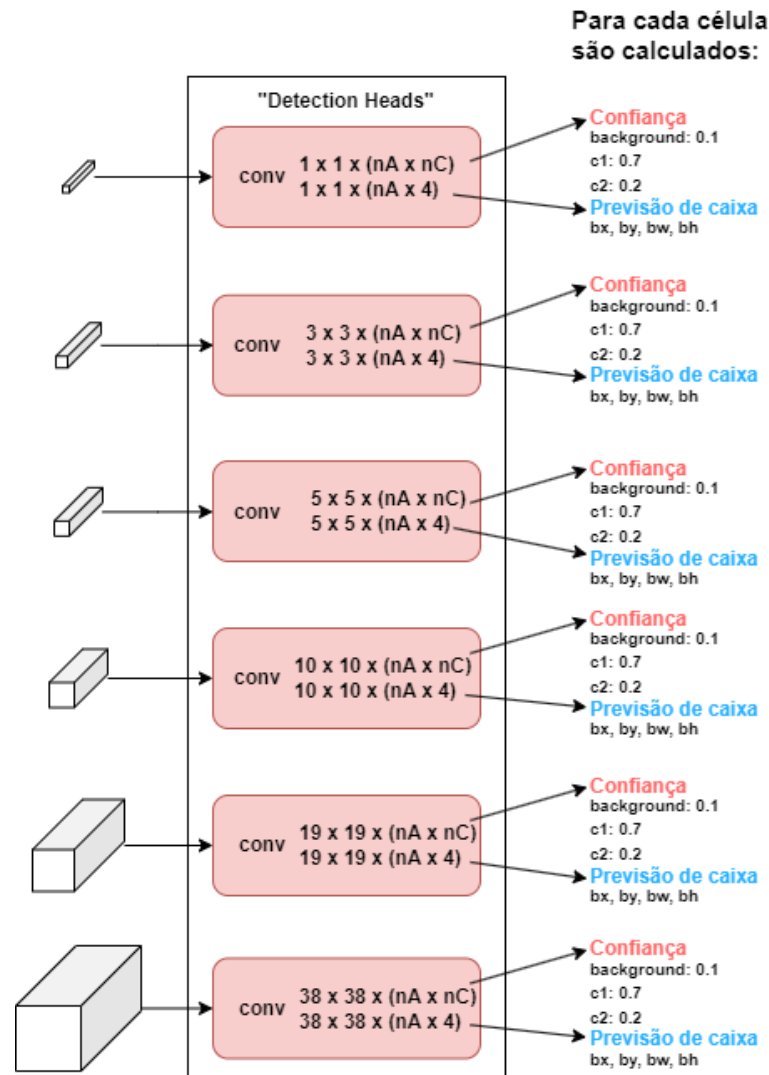 Para cada célula
são calculados:
"Detection Heads"
conv
1 x 1 x (nA x nC)
1 x 1 x (nA x 4)
Confiança
background: 0.1
c1: 0.7
c2: 0.2
Previsão de caixa
bx, by, bw, bh
conv
3 x 3 x (nA x nC)
3 x 3 x (nA x 4)
Confiança
background: 0.1
c1: 0.7
c2: 0.2
Previsão de caixa
bx, by, bw, bh
conv
5 x 5 x (nA x nC)
5 x 5 x (nA x 4)
Confiança
background: 0.1
c1: 0.7
c2: 0.2
Previsão de caixa
bx, by, bw, bh
conv
10 x 10 x (nA x nC)
10 x 10 x (nA x 4)
Confiança
background: 0.1
c1: 0.7
c2: 0.2
Previsão de caixa
bx, by, bw, bh
conv
19 x 19 x (nA x nC)
19 x 19 x (nA x 4)
Confiança
background: 0.1
c1: 0.7
c2: 0.2
Previsão de caixa
bx, by, bw, bh
conv
38 x 38 x (nA x nC)
38 x 38 x (nA x 4)
Confiança
background: 0.1
c1: 0.7
c2: 0.2
Previsão de caixa
bx, by, bw, bh